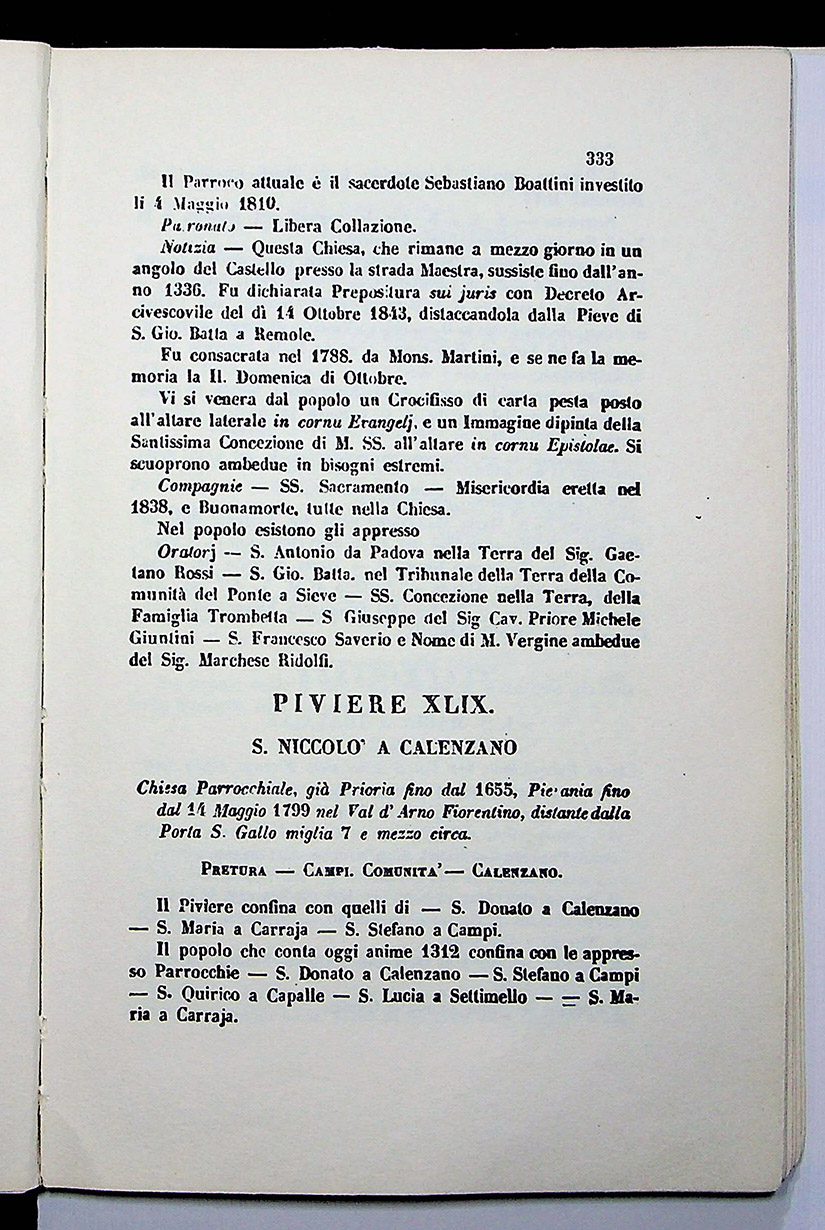 333
Il Parroco attuale è il sacerdote Sebastiano Boattini investito
li 4 Maggio 1810.
Patronato — Libera Collazione.
Notizia — Questa Chiesa, che rimane a mezzo giorno in un
angolo del Castello presso la strada Maestra, sussiste fino dall'an-
no 1336. Fu dichiarata Prepositura sui juris con Decreto Ar-
civescovile del dì 14 Ottobre 1843, distaccandola dalla Pieve di
S. Gio. Batta a Remole.
Fu consacrata nel 1788. da Mons. Martini, e se ne fa la me-
moria la II. Domenica di Ottobre.
Vi si venera dal popolo un Crocifisso di carta pesta posto
all'altare laterale in cornu Evangelj, e un Immagine dipinta della
Santissima Concezione di M. SS. all'altare in cornu Epistolae. Si
scuoprono ambedue in bisogni estremi.
Compagnie — SS. Sacramento — Misericordia eretta nel
1838, e Buonamorte, tutte nella Chiesa.
Nel popolo esistono gli appresso
Oratorj — S. Antonio da Padova nella Terra del Sig. Gae-
tano Rossi — S. Gio. Batta. nel Tribunale della Terra della Co-
munità del Ponte a Sieve — SS. Concezione nella Terra, della
Famiglia Trombetta — S Giuseppe del Sig Cav. Priore Michele
Giuntini — S. Francesco Saverio e Nome di M. Vergine ambedue
del Sig. Marchese Ridolfi.
PIVIERE XLIX.
S. NICCOLO' A CALENZANO
Chiesa Parrocchiale, già Prioria fino dal 1655, Pievania fino
dal 14 Maggio 1799 nel Val d'Arno Fiorentino, distante dalla
Porta S. Gallo miglia 7 e mezzo circa.
PRETURA — CAMPI. COMUNITA' — CALENZANO.
Il Piviere confina con quelli di — S. Donato a Calenzano
— S. Maria a Carraja — S. Stefano a Campi.
Il popolo che conta oggi anime 1312 confina con le appres-
so Parrocchie — S. Donato a Calenzano — S. Stefano a Campi
— S. Quirico a Capalle — S. Lucia a Settimello — — S. Ma-
ria a Carraja.